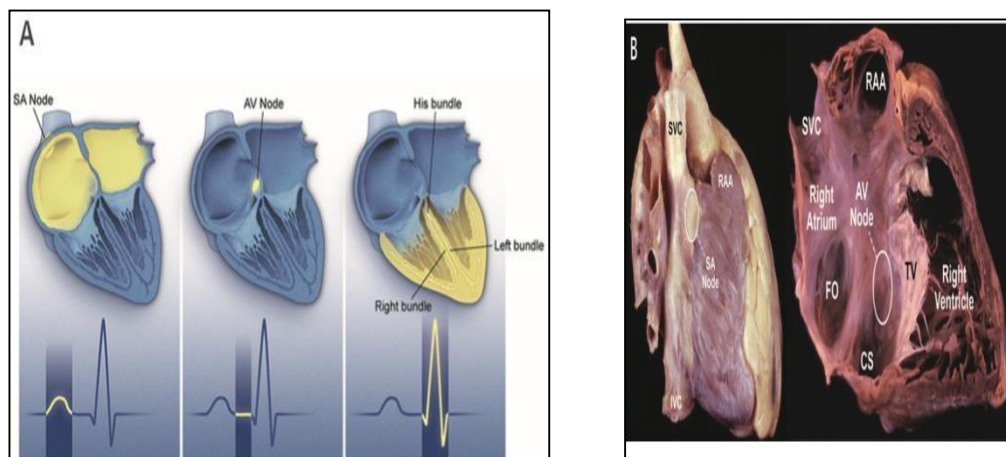 A
SA Node
AV Node
His bundle
Left bundle
Right bundle
B
SVC
RAA
SA
Node
IVC
RAA
SVC
Right
Atrium
AV
Node
FO
TV
Right
Ventricle
CS